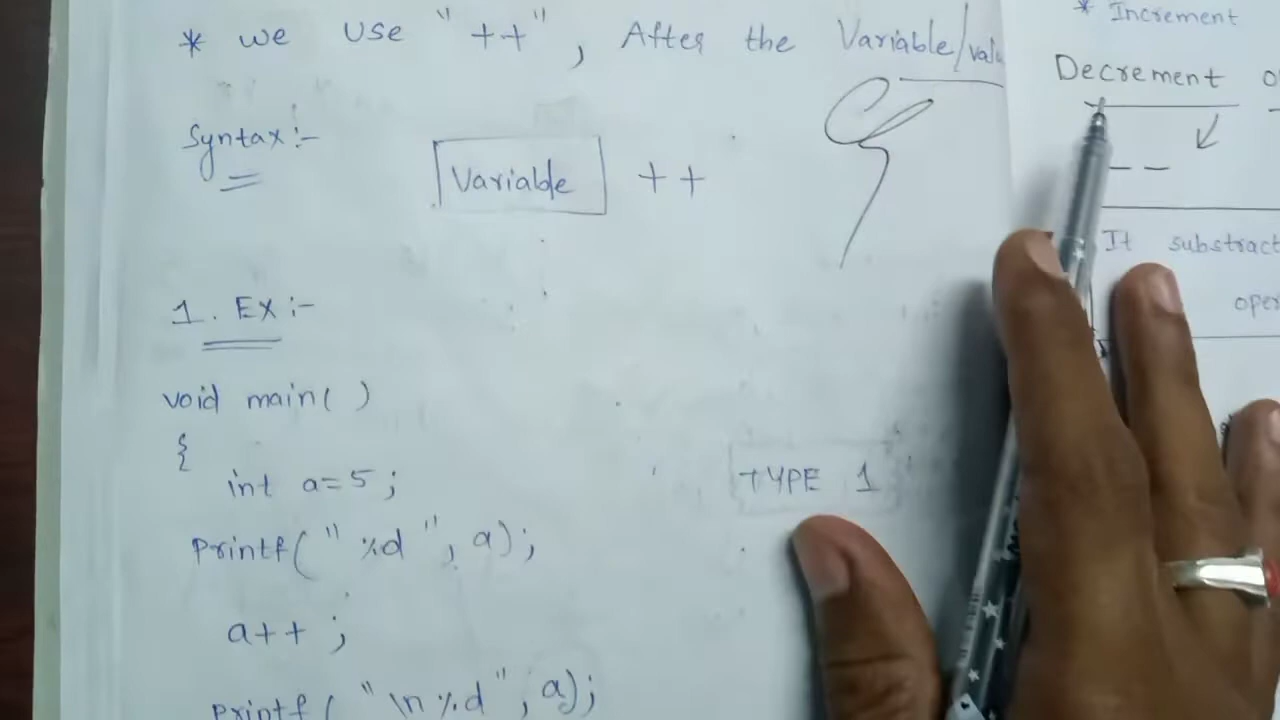 * We use "++", After the Variable/valu
Syntax:-
Variable ++
1. Ex:-
void main( )
{
int a=5;
TYPE 1
Printf( " %d ", a);
a++ ;
Printf( "\n %d", a);
* Increment
Decrement o
--
It substract
oper